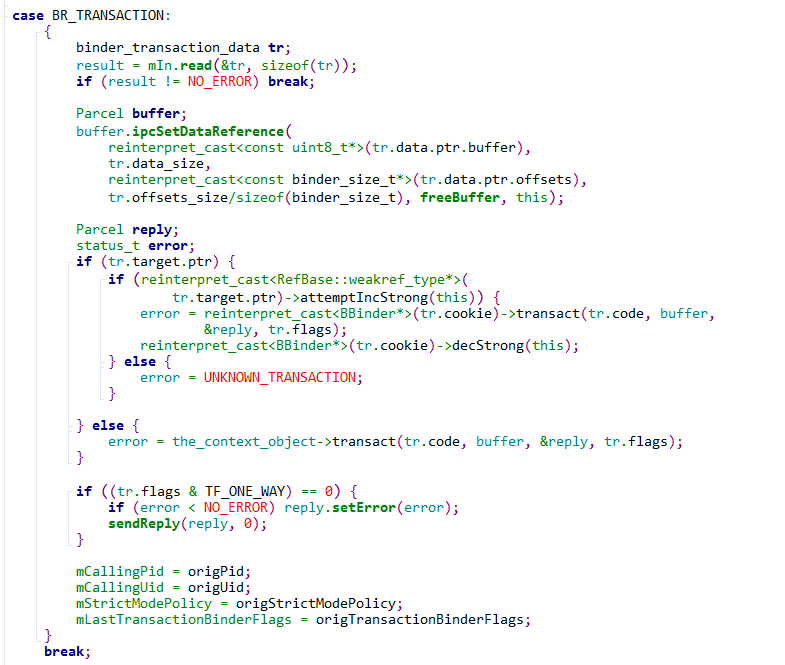 case BR_TRANSACTION:
{
binder_transaction_data tr;
result = mIn.read(&tr, sizeof(tr));
if (result != NO_ERROR) break;
Parcel buffer;
buffer.ipcSetDataReference(
reinterpret_cast<const uint8_t*>(tr.data.ptr.buffer),
tr.data_size,
reinterpret_cast<const binder_size_t*>(tr.data.ptr.offsets),
tr.offsets_size/sizeof(binder_size_t), freeBuffer, this);
Parcel reply;
status_t error;
if (tr.target.ptr) {
if (reinterpret_cast<RefBase::weakref_type*>(
tr.target.ptr)->attemptIncStrong(this)) {
error = reinterpret_cast<BBinder*>(tr.cookie)->transact(tr.code, buffer,
&reply, tr.flags);
reinterpret_cast<BBinder*>(tr.cookie)->decStrong(this);
} else {
error = UNKNOWN_TRANSACTION;
}
} else {
error = the_context_object->transact(tr.code, buffer, &reply, tr.flags);
}
if ((tr.flags & TF_ONE_WAY) == 0) {
if (error < NO_ERROR) reply.setError(error);
sendReply(reply, 0);
}
mCallingPid = origPid;
mCallingUid = origUid;
mStrictModePolicy = origStrictModePolicy;
mLastTransactionBinderFlags = origTransactionBinderFlags;
}
break;